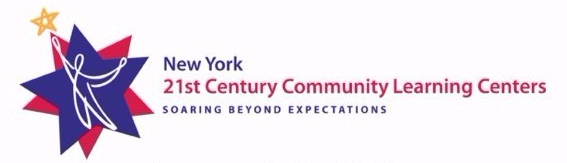 New York
21st Century Community Learning Centers
SOARING BEYOND EXPECTATIONS